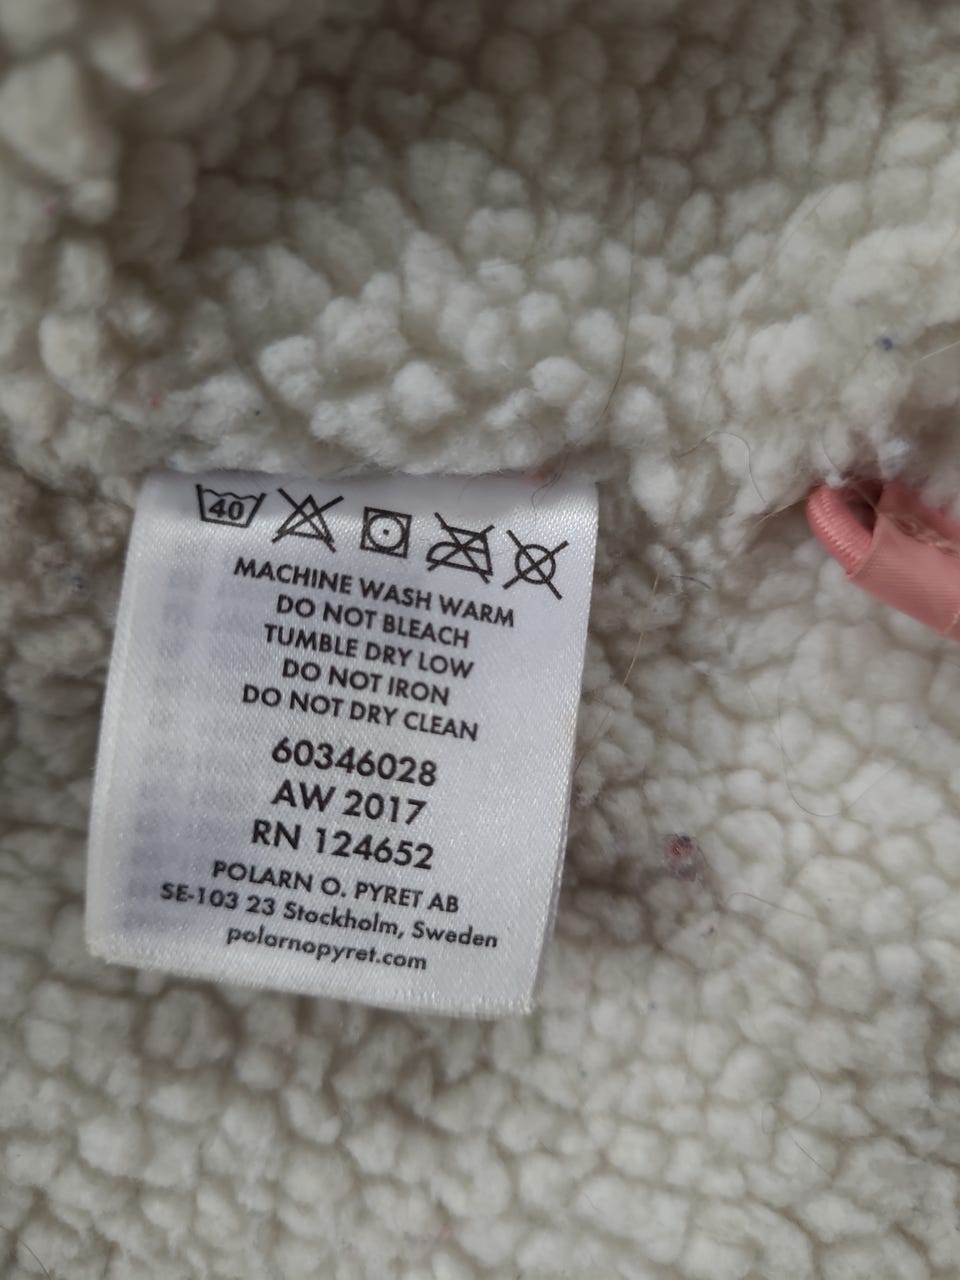 40
MACHINE WASH WARM
DO NOT BLEACH
TUMBLE DRY LOW
DO NOT IRON
DO NOT DRY CLEAN
60346028
AW 2017
RN 124652
POLARN O. PYRET AB
SE-103 23 Stockholm, Sweden
polarnopyret.com